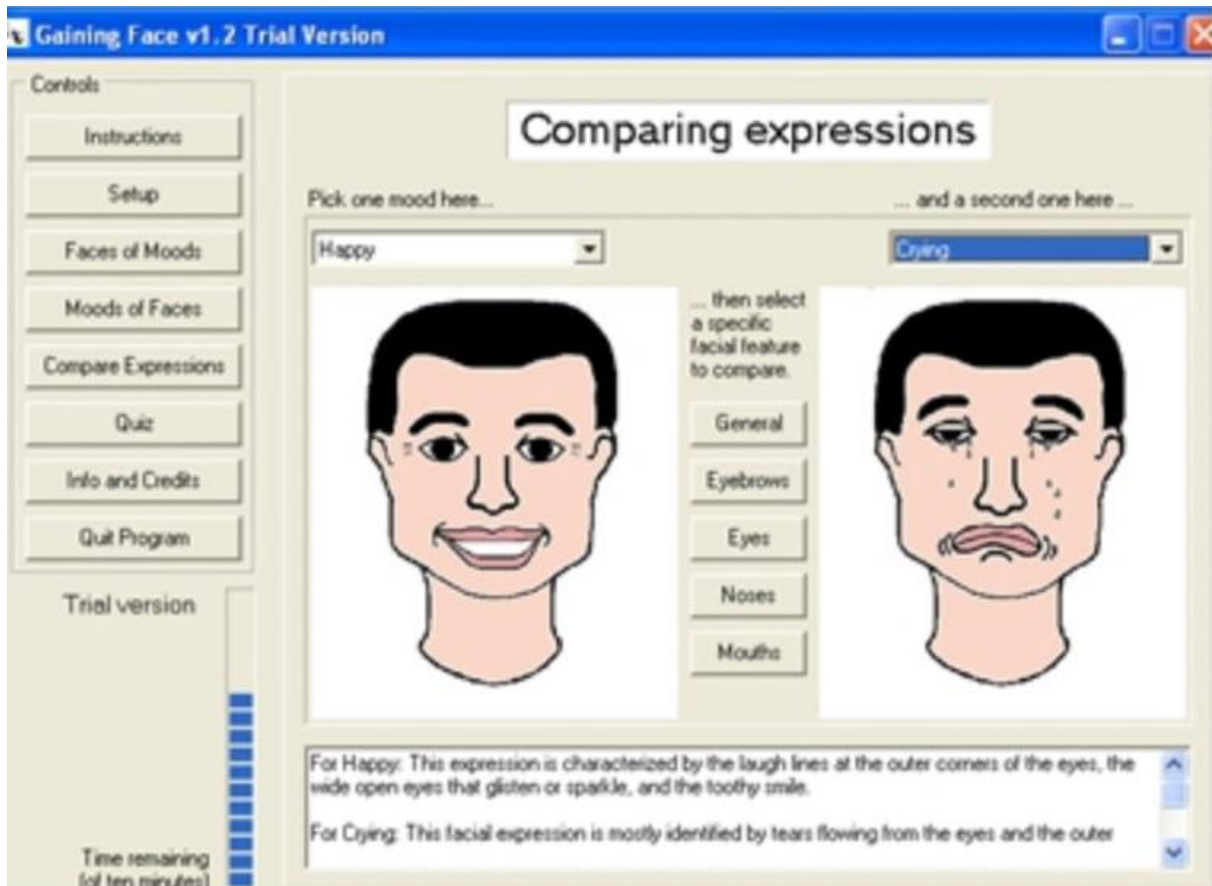 Gaining Face v1.2 Trial Version
Controls
Instructions
Setup
Faces of Moods
Moods of Faces
Compare Expressions
Quiz
Info and Credits
Quit Program
Trial version
Time remaining
(of ten minutes)
Comparing expressions
Pick one mood here...
... and a second one here ...
Happy
Crying
... then select
a specific
facial feature
to compare.
General
Eyebrows
Eyes
Noses
Mouths
For Happy: This expression is characterized by the laugh lines at the outer corners of the eyes, the
wide open eyes that glisten or sparkle, and the toothy smile.
For Crying: This facial expression is mostly identified by tears flowing from the eyes and the outer